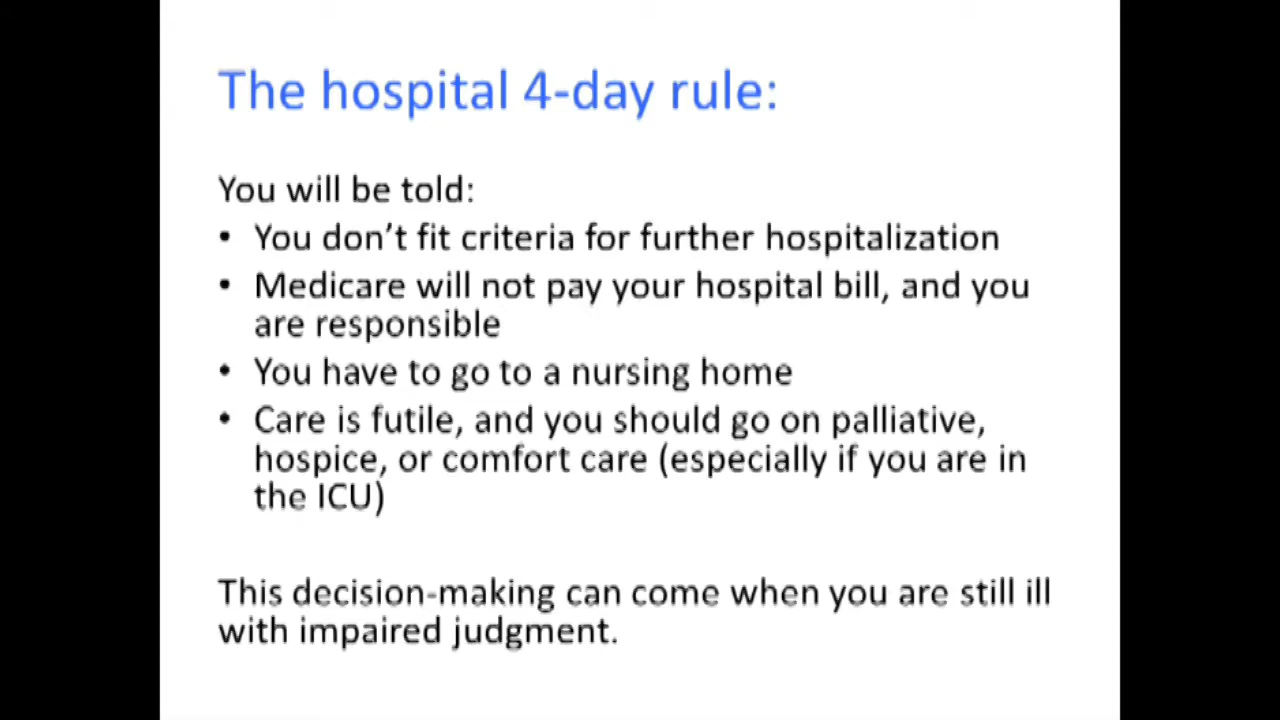 The hospital 4-day rule:
You will be told:
• You don't fit criteria for further hospitalization
• Medicare will not pay your hospital bill, and you
are responsible
• You have to go to a nursing home
• Care is futile, and you should go on palliative,
hospice, or comfort care (especially if you are in
the ICU)
This decision-making can come when you are still ill
with impaired judgment.